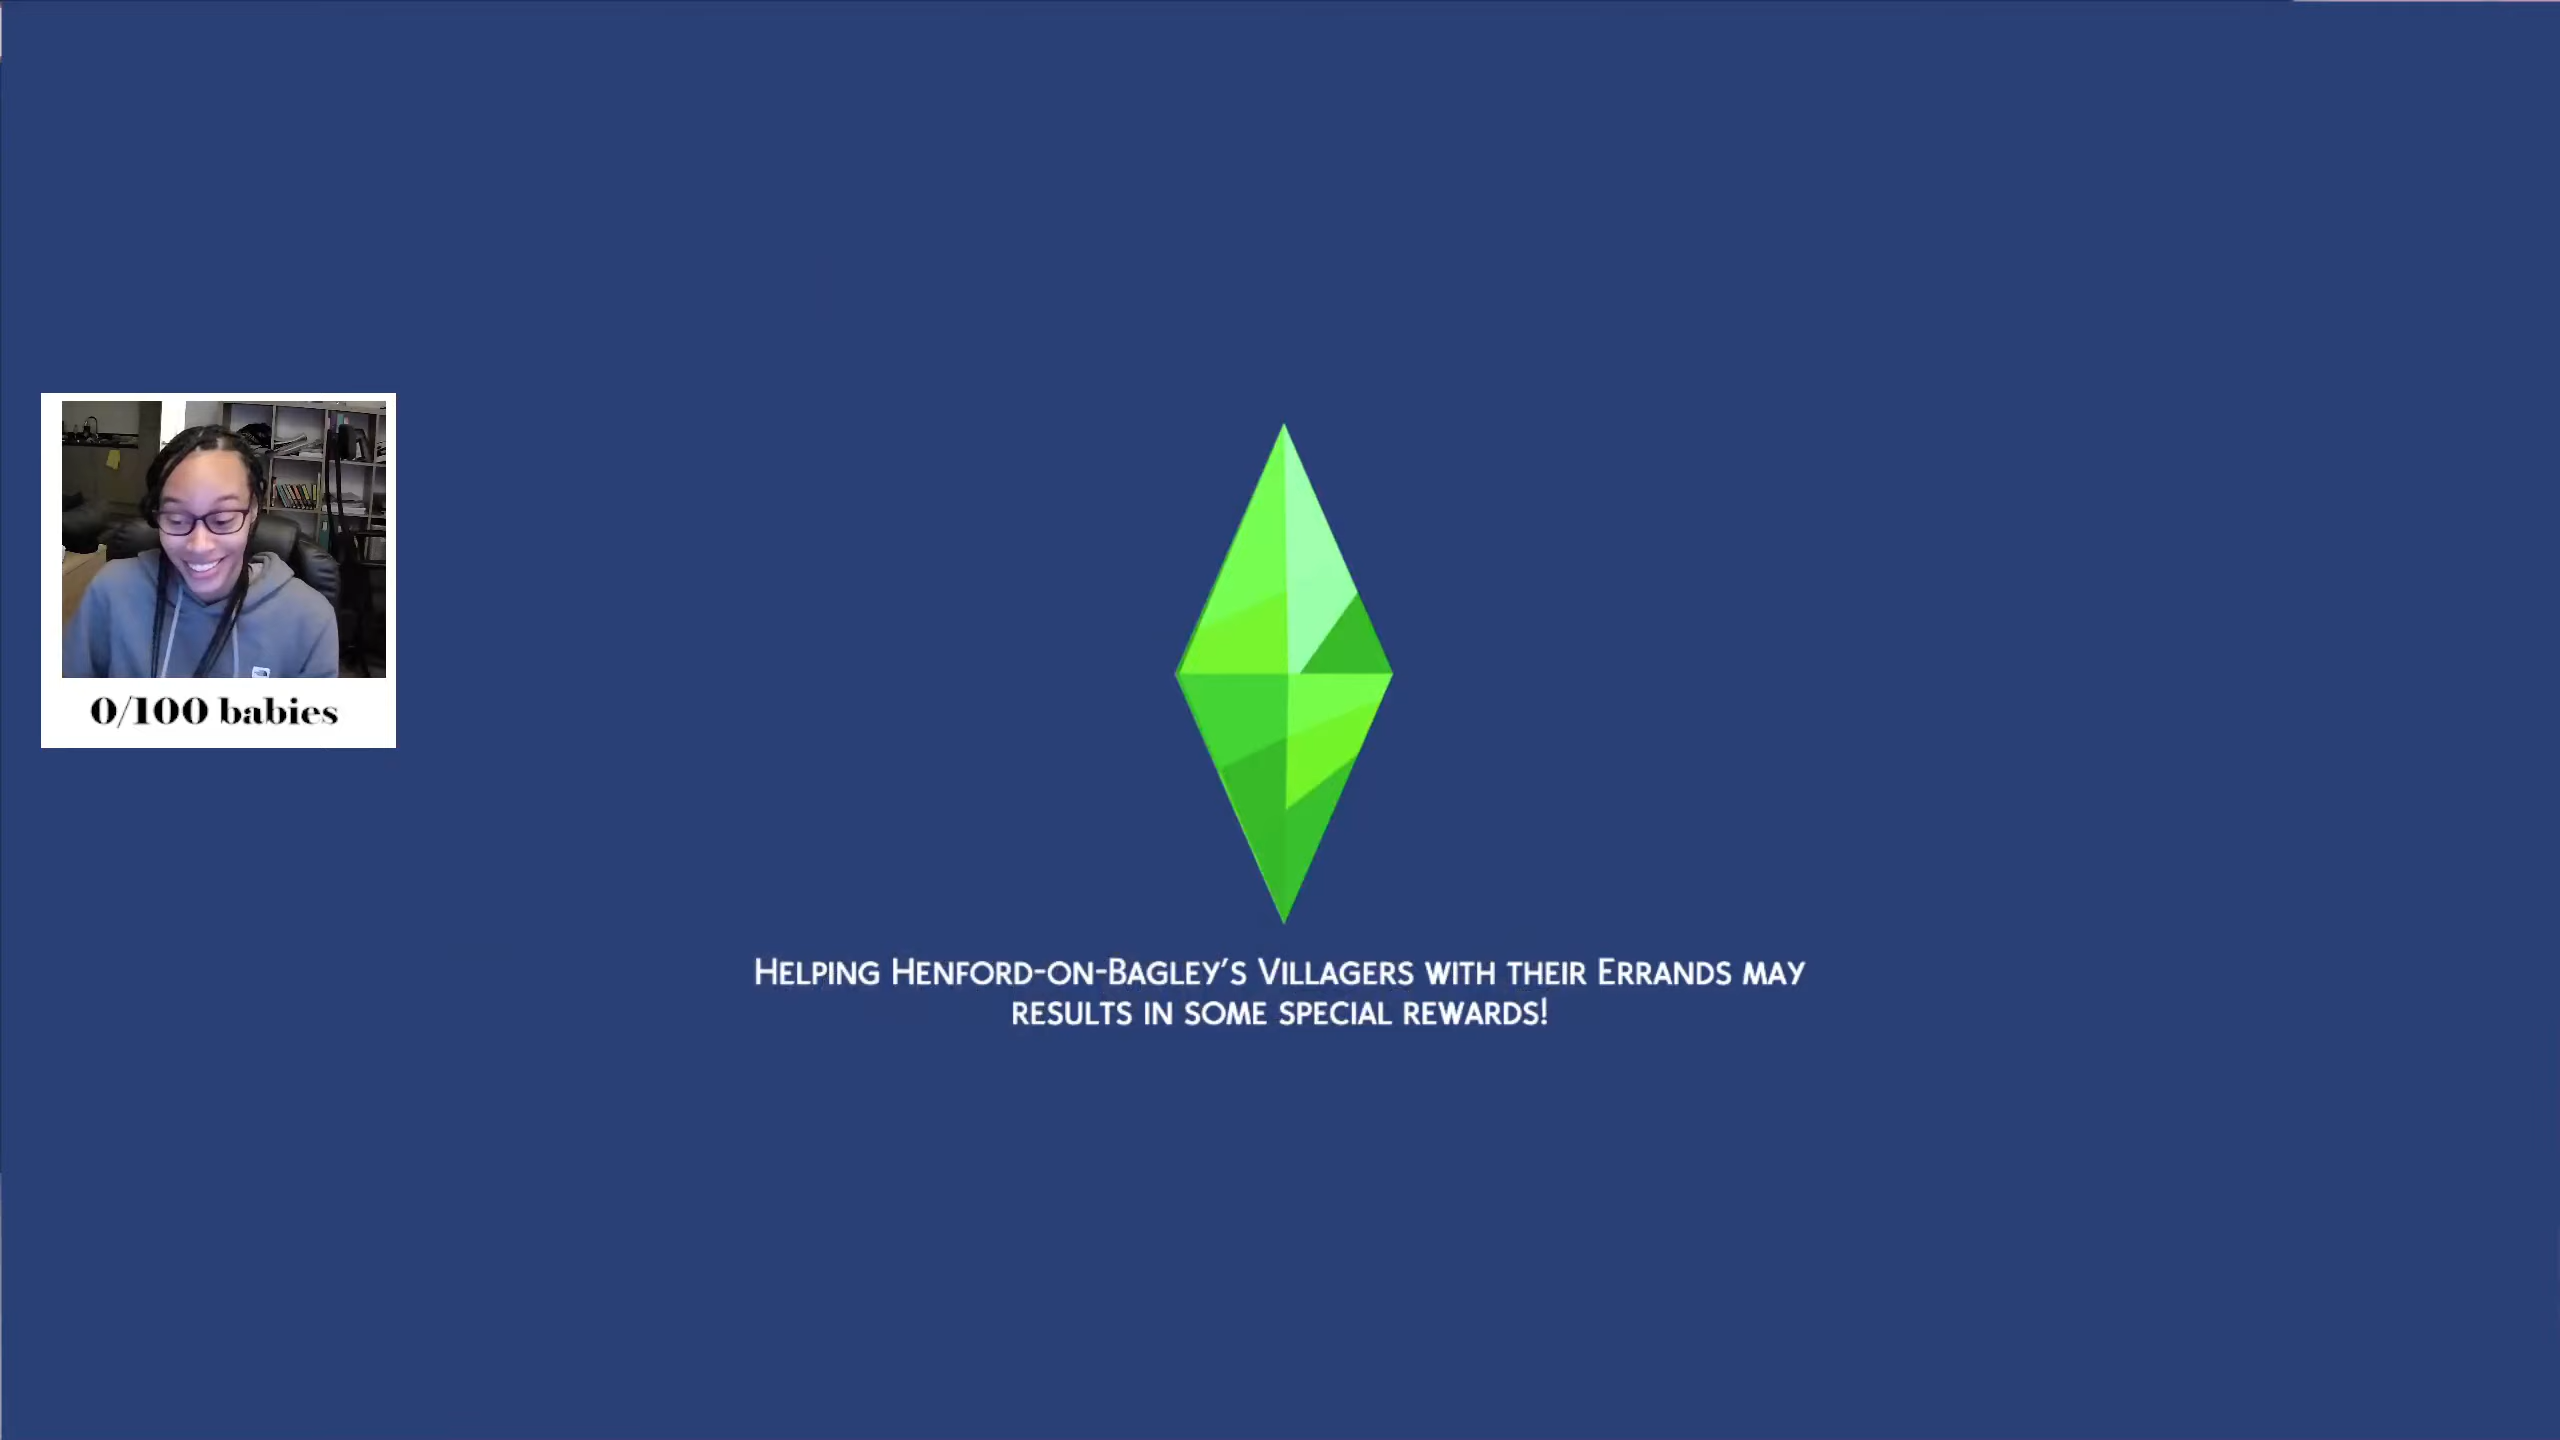 0/100 babies
HELPING HENFORD-ON-BAGLEY'S VILLAGERS WITH THEIR ERRANDS MAY
RESULTS IN SOME SPECIAL REWARDS!